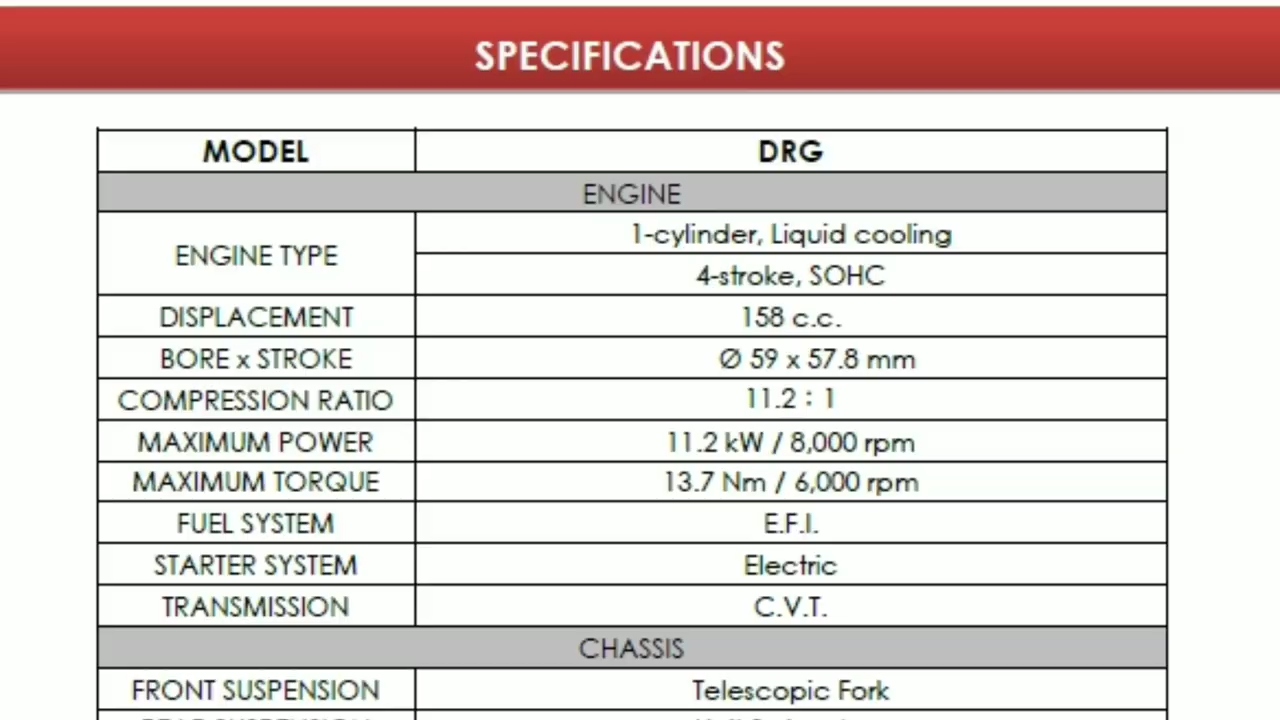 SPECIFICATIONS
MODEL DRG
ENGINE
ENGINE TYPE 1-cylinder, Liquid cooling
4-stroke, SOHC
DISPLACEMENT 158 c.c.
BORE x STROKE Ø 59 x 57.8 mm
COMPRESSION RATIO 11.2 : 1
MAXIMUM POWER 11.2 kW / 8,000 rpm
MAXIMUM TORQUE 13.7 Nm / 6,000 rpm
FUEL SYSTEM E.F.I.
STARTER SYSTEM Electric
TRANSMISSION C.V.T.
CHASSIS
FRONT SUSPENSION Telescopic Fork